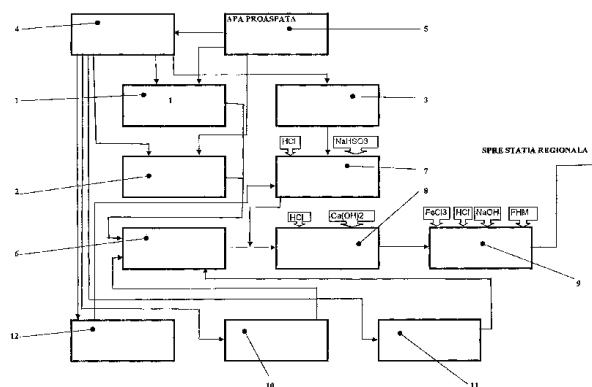 APA PROASPATA
4
5
1
1
3
HCl
NaHSO3
SPRE STATIA REGIONALA
2
7
8
HCl
Ca(OH)2
FeCl3
HCl
NaOH
FHM
6
9
12
10
11